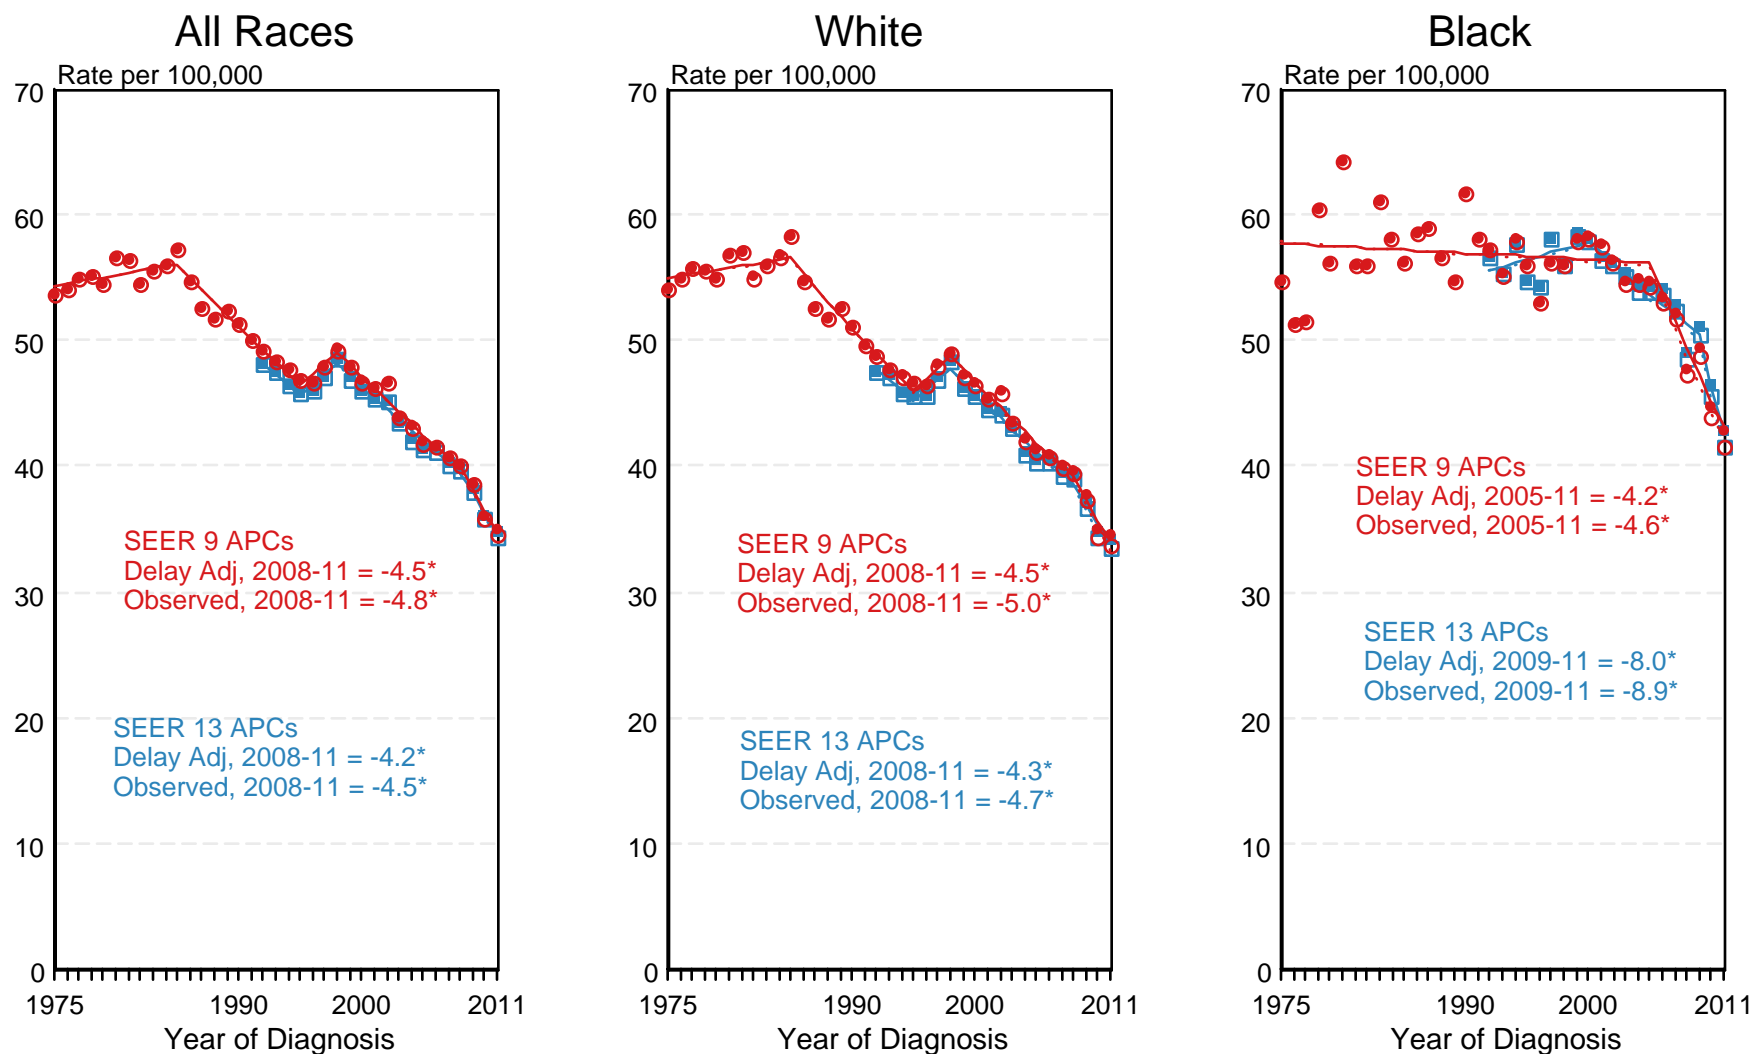 All Races
Rate per 100,000
70
60
50
40
30
20
10
0
SEER 9 APCs
Delay Adj, 2008-11 = -4.5*
Observed, 2008-11 = -4.8*
SEER 13 APCs
Delay Adj, 2008-11 = -4.2*
Observed, 2008-11 = -4.5*
1975 1990 2000 2011
Year of Diagnosis
White
Rate per 100,000
70
60
50
40
30
20
10
0
SEER 9 APCs
Delay Adj, 2008-11 = -4.5*
Observed, 2008-11 = -5.0*
SEER 13 APCs
Delay Adj, 2008-11 = -4.3*
Observed, 2008-11 = -4.7*
1975 1990 2000 2011
Year of Diagnosis
Black
Rate per 100,000
70
60
50
40
30
20
10
0
SEER 9 APCs
Delay Adj, 2005-11 = -4.2*
Observed, 2005-11 = -4.6*
SEER 13 APCs
Delay Adj, 2009-11 = -8.0*
Observed, 2009-11 = -8.9*
1975 1990 2000 2011
Year of Diagnosis